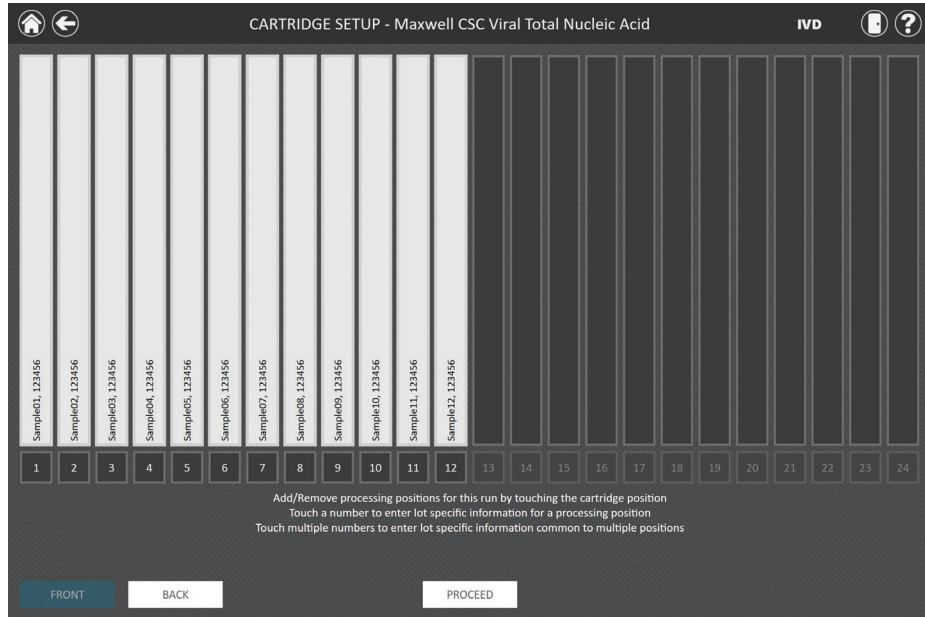 CARTRIDGE SETUP - Maxwell CSC Viral Total Nucleic Acid
IVD
?
Sample01, 123456
Sample02, 123456
Sample03, 123456
Sample04, 123456
Sample05, 123456
Sample06, 123456
Sample07, 123456
Sample08, 123456
Sample09, 123456
Sample10, 123456
Sample11, 123456
Sample12, 123456
1 2 3 4 5 6 7 8 9 10 11 12 13 14 15 16 17 18 19 20 21 22 23 24
Add/Remove processing positions for this run by touching the cartridge position
Touch a number to enter lot specific information for a processing position
Touch multiple numbers to enter lot specific information common to multiple positions
FRONT BACK PROCEED